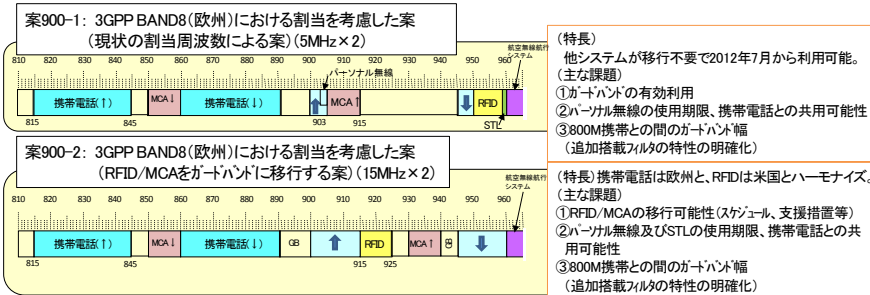 案900-1: 3GPP BAND8(欧州)における割当を考慮した案
(現状の割当周波数による案)(5MHz×2)
航空無線航行
システム
810 820 830 840 850 860 870 880 890 900 910 920 930 940 950 960
パーソナル無線
携帯電話(↑) MCA↓ 携帯電話(↓) ↑ MCA↑ ↓ RFID
815 845 903 915 STL
(特長)
他システムが移行不要で2012年7月から利用可能。
(主な課題)
①ガードバンドの有効利用
②パーソナル無線の使用期限、携帯電話との共用可能性
③800M携帯との間のガードバンド幅
(追加搭載フィルタの特性の明確化)
案900-2: 3GPP BAND8(欧州)における割当を考慮した案
(RFID/MCAをガードバンドに移行する案)(15MHz×2)
航空無線航行
システム
810 820 830 840 850 860 870 880 890 900 910 920 930 940 950 960
携帯電話(↑) MCA↓ 携帯電話(↓) GB ↑ RFID MCA↑ GB ↓
815 845 915 925
(特長)携帯電話は欧州と、RFIDは米国とハーモナイズ。
(主な課題)
①RFID/MCAの移行可能性(スケジュール、支援措置等)
②パーソナル無線及びSTLの使用期限、携帯電話との共
用可能性
③800M携帯との間のガードバンド幅
(追加搭載フィルタの特性の明確化)